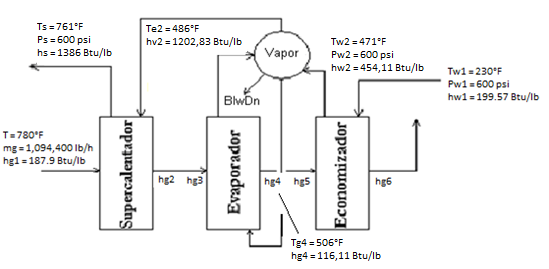 Ts = 761°F
Ps = 600 psi
hs = 1386 Btu/lb
Te2 = 486°F
hv2 = 1202,83 Btu/lb
Vapor
Tw2 = 471°F
Pw2 = 600 psi
hw2 = 454,11 Btu/lb
Tw1 = 230°F
Pw1 = 600 psi
hw1 = 199.57 Btu/lb
BlwDn
T = 780°F
mg = 1,094,400 lb/h
hg1 = 187.9 Btu/lb
Supercalentador
hg2
hg3
Evaporador
hg4
hg5
Economizador
hg6
Tg4 = 506°F
hg4 = 116,11 Btu/lb